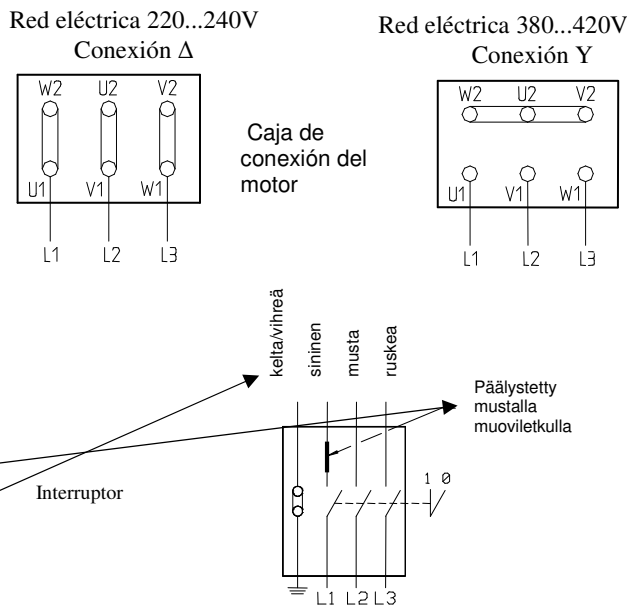 Red eléctrica 220...240V
Conexión Δ
W2 U2 V2
U1 V1 W1
L1 L2 L3
Caja de
conexión del
motor
Red eléctrica 380...420V
Conexión Y
W2 U2 V2
U1 V1 W1
L1 L2 L3
kelta/vihreä
sininen
musta
ruskea
Päälystetty
mustalla
muoviletkulla
Interruptor
1 0
L1 L2 L3